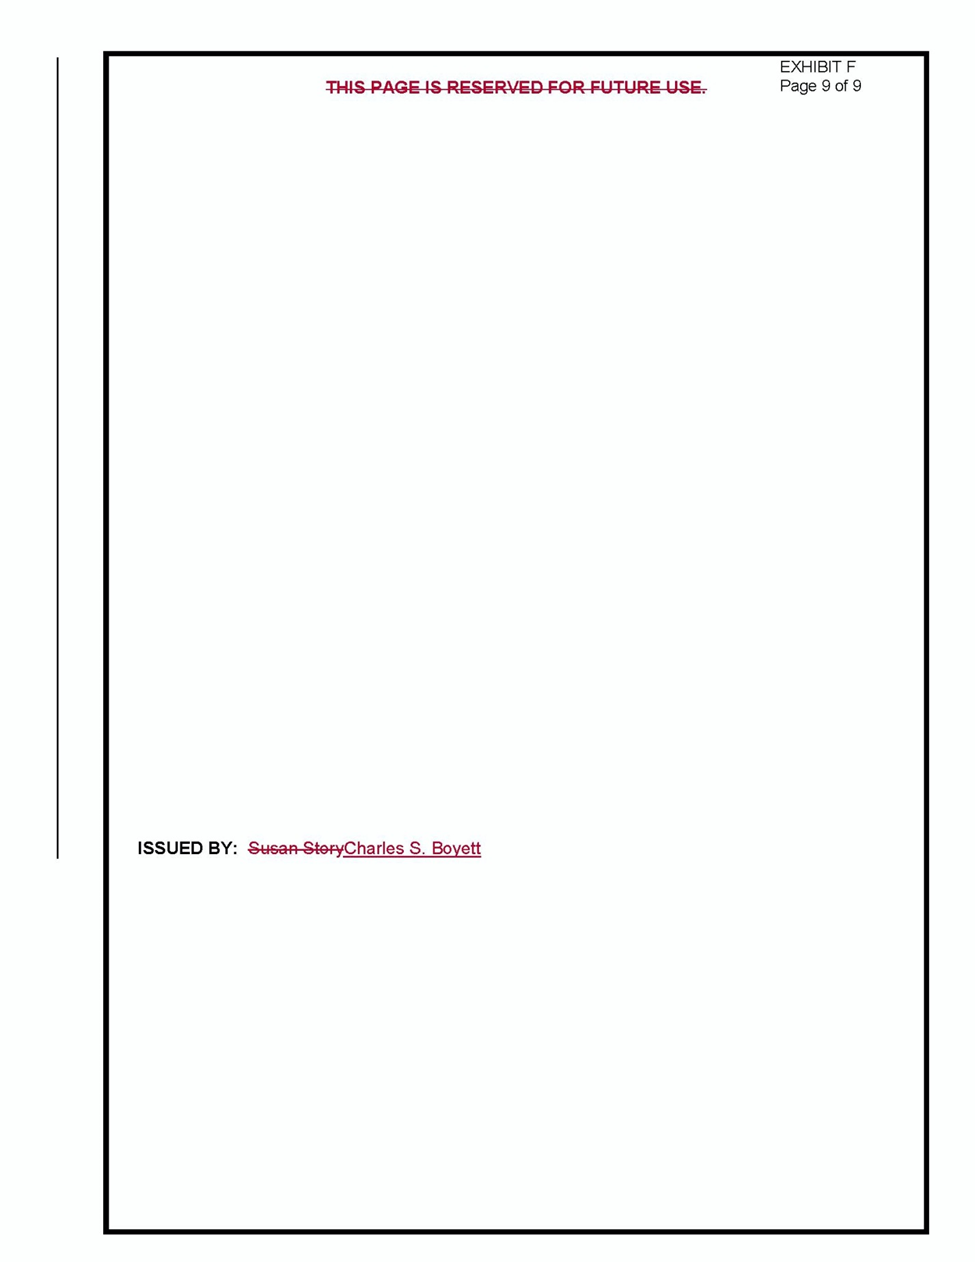 EXHIBIT F
THIS PAGE IS RESERVED FOR FUTURE USE.
Page 9 of 9
ISSUED BY: Susan StoryCharles S. Boyett